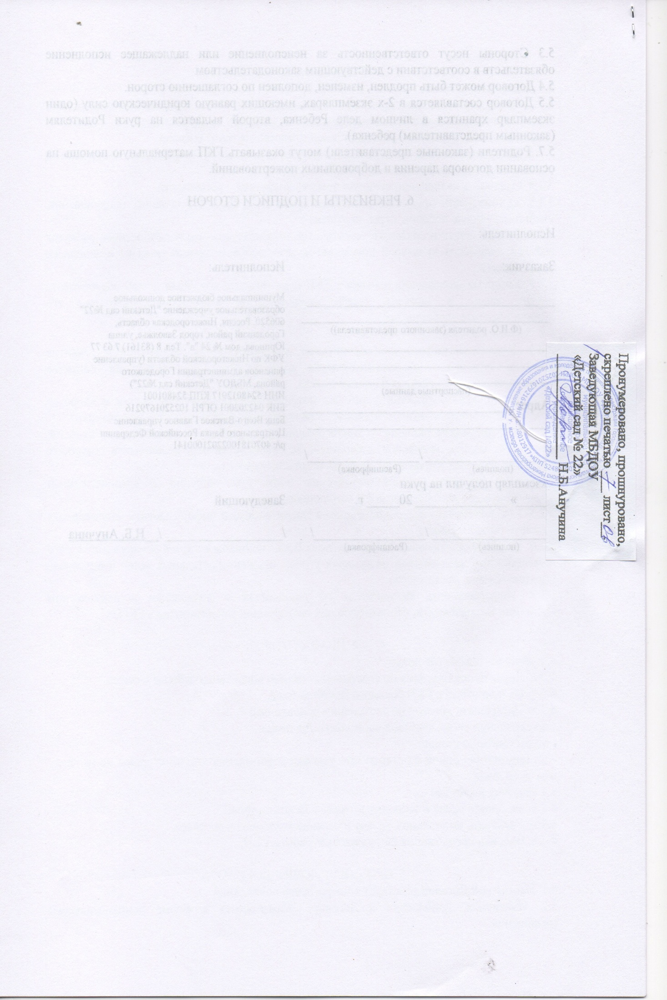 5.3 Стороны несут ответственность за неисполнение или надлежащее исполнение
обязательств в соответствии с действующим законодательством
5.4 Договор может быть продлен, изменен, дополнен по соглашению сторон.
5.5 Договор составляется в 2-х экземплярах, имеющих равную юридическую силу (один
экземпляр хранится в личном деле Ребенка, второй выдается на руки Родителям
(законным представителям) ребенка).
5.7. Родители (законные представители) могут оказывать ГКП материальную помощь на
основании договора дарения и добровольных пожертвований.
6. РЕКВИЗИТЫ И ПОДПИСИ СТОРОН
Исполнитель:
Заказчик:
(Ф.И.О. родителя (законного представителя))
(паспортные данные)
/ /
(подпись) (Расшифровка)
экземпляр получил на руки
» 20 г.
/ /
(подпись) (Расшифровка)
Исполнитель:
Муниципальное бюджетное дошкольное
образовательное учреждение "Детский сад №22"
606520, Россия, Нижегородская область,
Городецкий район, город Заволжье, улица
Юрпинова, дом № 24 "а". Тел. 8 (83161) 7 63 77
УФК по Нижегородской области (управление
финансов администрации Городецкого
района, МБДОУ "Детский сад №22")
ИНН 5248012917 КПП 524801001
БИК 042202001 ОГРН 1025201679216
Банк Волго-Вятское Главное управление
Центрального Банка Российской Федерации
р/с 40701810022021000141
Заведующий
/ / Н.Б. Анучина
Пронумеровано, прошнуровано,
скреплено печатью 7 листов
Заведующая МБДОУ
«Детский сад № 22»
Н.Б.Анучина
«Детский сад №22»